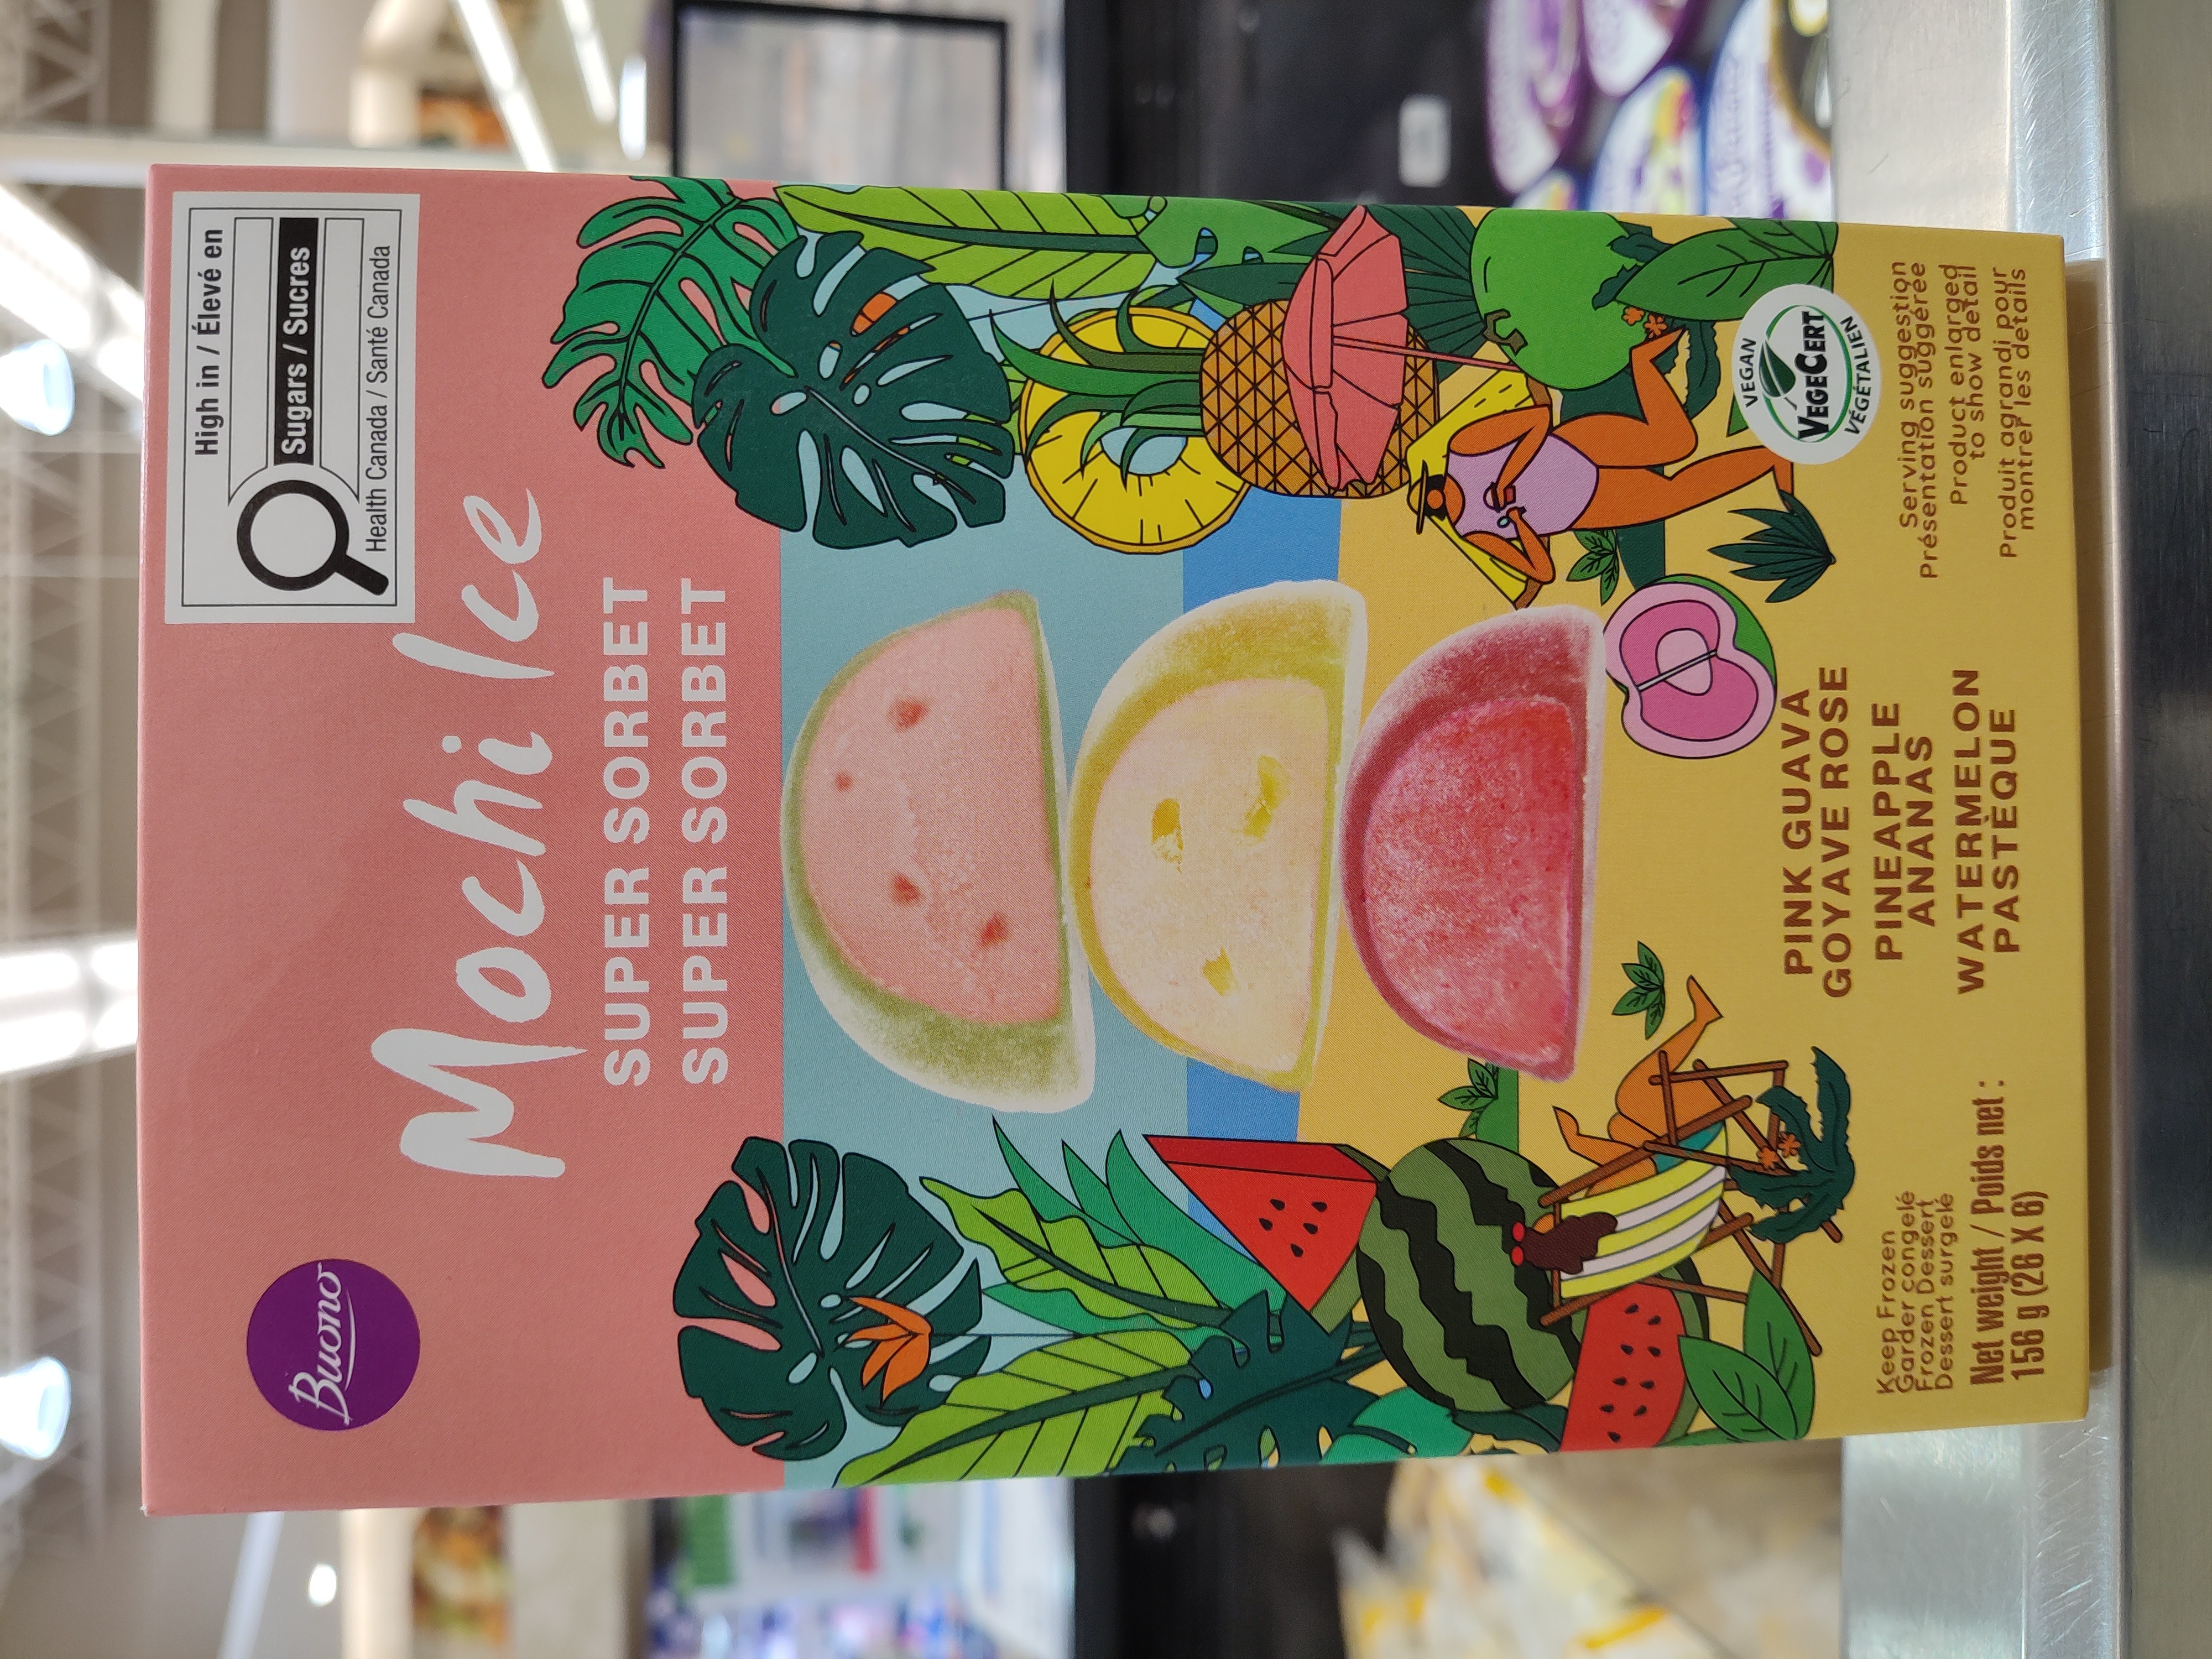 Buono
High in / Élevé en
Sugars / Sucres
Health Canada / Santé Canada
Mochi Ice
SUPER SORBET
SUPER SORBET
PINK GUAVA
GOYAVE ROSE
PINEAPPLE
ANANAS
WATERMELON
PASTÈQUE
Keep Frozen
Garder congelé
Frozen Dessert
Dessert surgelé
Net weight / Poids net :
156 g (26 X 6)
VEGAN
VEGECERT
VÉGÉTALIEN
Serving suggestion
Présentation suggérée
Product enlarged
to show detail
Produit agrandi pour
montrer les détails